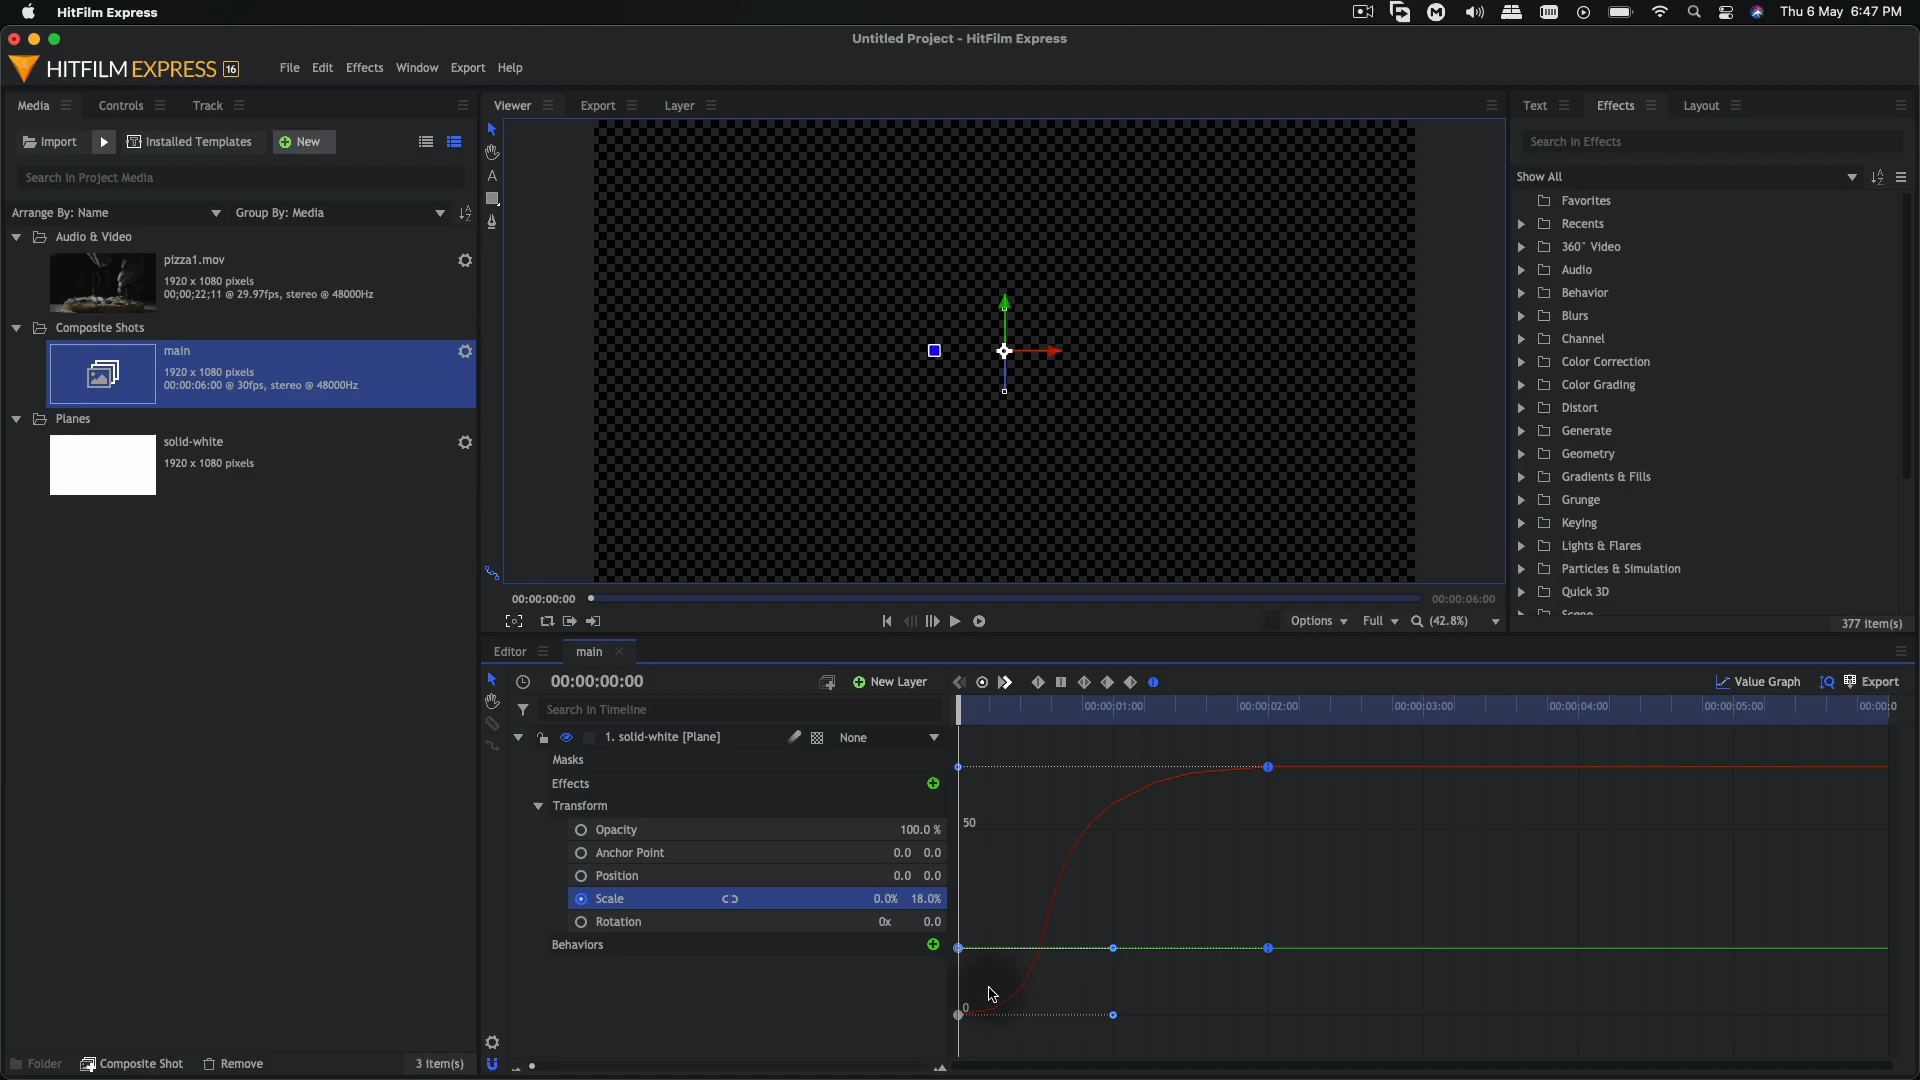 HitFilm Express
Thu 6 May 6:47 PM
Untitled Project - HitFilm Express
HITFILM EXPRESS 16
File Edit Effects Window Export Help
Media Controls Track
Viewer Export Layer
Text Effects Layout
Import Installed Templates New
Search in Effects
Search in Project Media
Show All
Arrange By: Name Group By: Media
Favorites
Recents
360° Video
Audio
Behavior
Blurs
Channel
Color Correction
Color Grading
Distort
Generate
Geometry
Gradients & Fills
Grunge
Keying
Lights & Flares
Particles & Simulation
Quick 3D
Scene
377 item(s)
Audio & Video
pizza1.mov
1920 x 1080 pixels
00;00;22;11 @ 29.97fps, stereo @ 48000Hz
Composite Shots
main
1920 x 1080 pixels
00:00:06:00 @ 30fps, stereo @ 48000Hz
Planes
solid-white
1920 x 1080 pixels
Folder Composite Shot Remove 3 item(s)
00:00:00:00 00:00:06:00
Options Full (42.8%)
Editor main
00:00:00:00 New Layer Value Graph Export
Search in Timeline
00:00:01:00 00:00:02:00 00:00:03:00 00:00:04:00 00:00:05:00 00:00:0
1. solid-white [Plane] None
Masks
Effects
Transform
Opacity 100.0 %
Anchor Point 0.0 0.0
Position 0.0 0.0
Scale 0.0% 18.0%
Rotation 0x 0.0
Behaviors
50
0